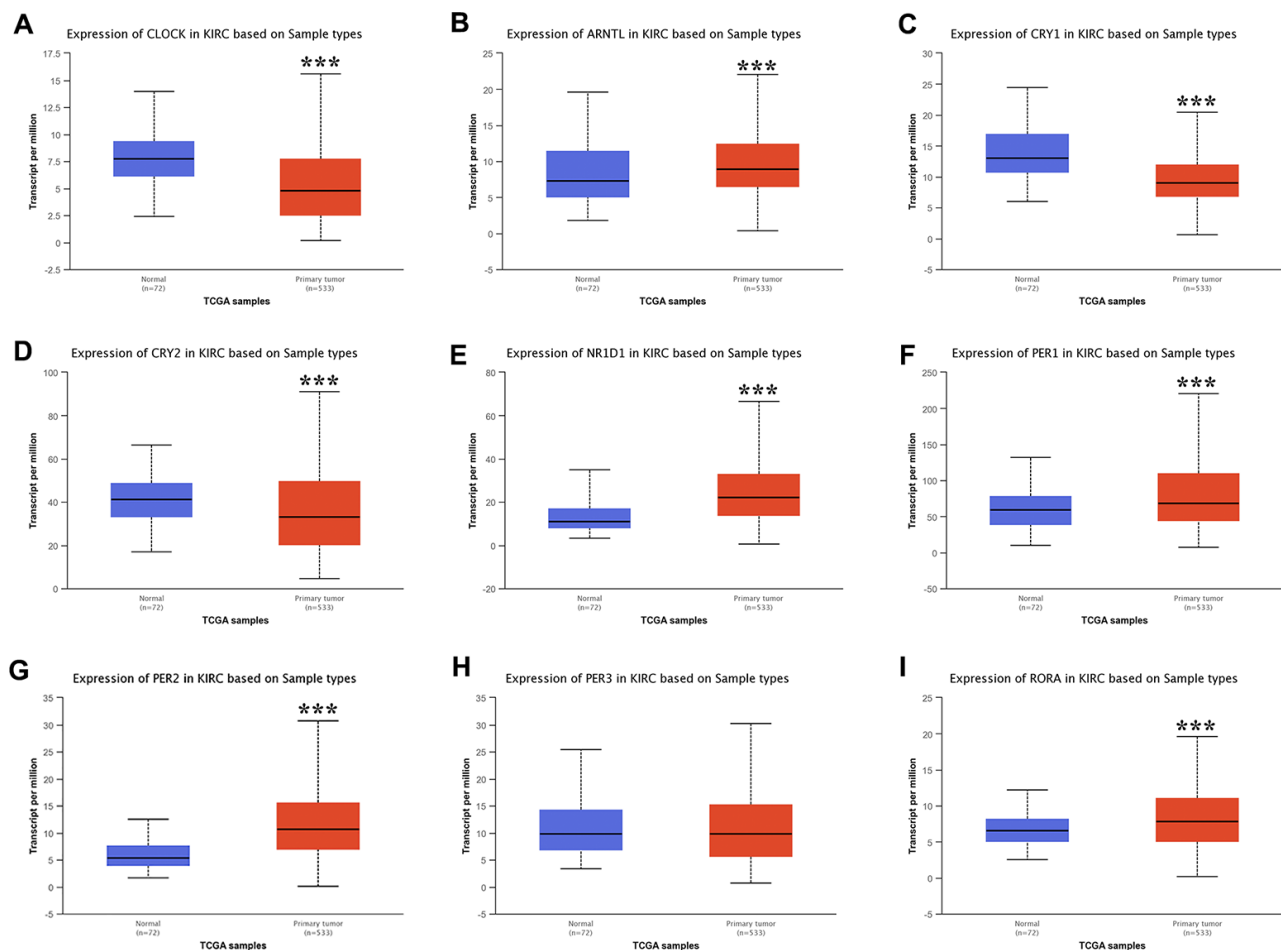 A
Expression of CLOCK in KIRC based on Sample types
Transcript per million
17.5
15
12.5
10
7.5
5
2.5
0
-2.5
***
Normal
(n=72)
Primary tumor
(n=533)
TCGA samples
B
Expression of ARNTL in KIRC based on Sample types
Transcript per million
25
20
15
10
5
0
-5
***
Normal
(n=72)
Primary tumor
(n=533)
TCGA samples
C
Expression of CRY1 in KIRC based on Sample types
Transcript per million
30
25
20
15
10
5
0
-5
***
Normal
(n=72)
Primary tumor
(n=533)
TCGA samples
D
Expression of CRY2 in KIRC based on Sample types
Transcript per million
100
80
60
40
20
0
***
Normal
(n=72)
Primary tumor
(n=533)
TCGA samples
E
Expression of NR1D1 in KIRC based on Sample types
Transcript per million
80
60
40
20
0
-20
***
Normal
(n=72)
Primary tumor
(n=533)
TCGA samples
F
Expression of PER1 in KIRC based on Sample types
Transcript per million
250
200
150
100
50
0
-50
***
Normal
(n=72)
Primary tumor
(n=533)
TCGA samples
G
Expression of PER2 in KIRC based on Sample types
Transcript per million
35
30
25
20
15
10
5
0
-5
***
Normal
(n=72)
Primary tumor
(n=533)
TCGA samples
H
Expression of PER3 in KIRC based on Sample types
Transcript per million
35
30
25
20
15
10
5
0
-5
Normal
(n=72)
Primary tumor
(n=533)
TCGA samples
I
Expression of RORA in KIRC based on Sample types
Transcript per million
25
20
15
10
5
0
-5
***
Normal
(n=72)
Primary tumor
(n=533)
TCGA samples